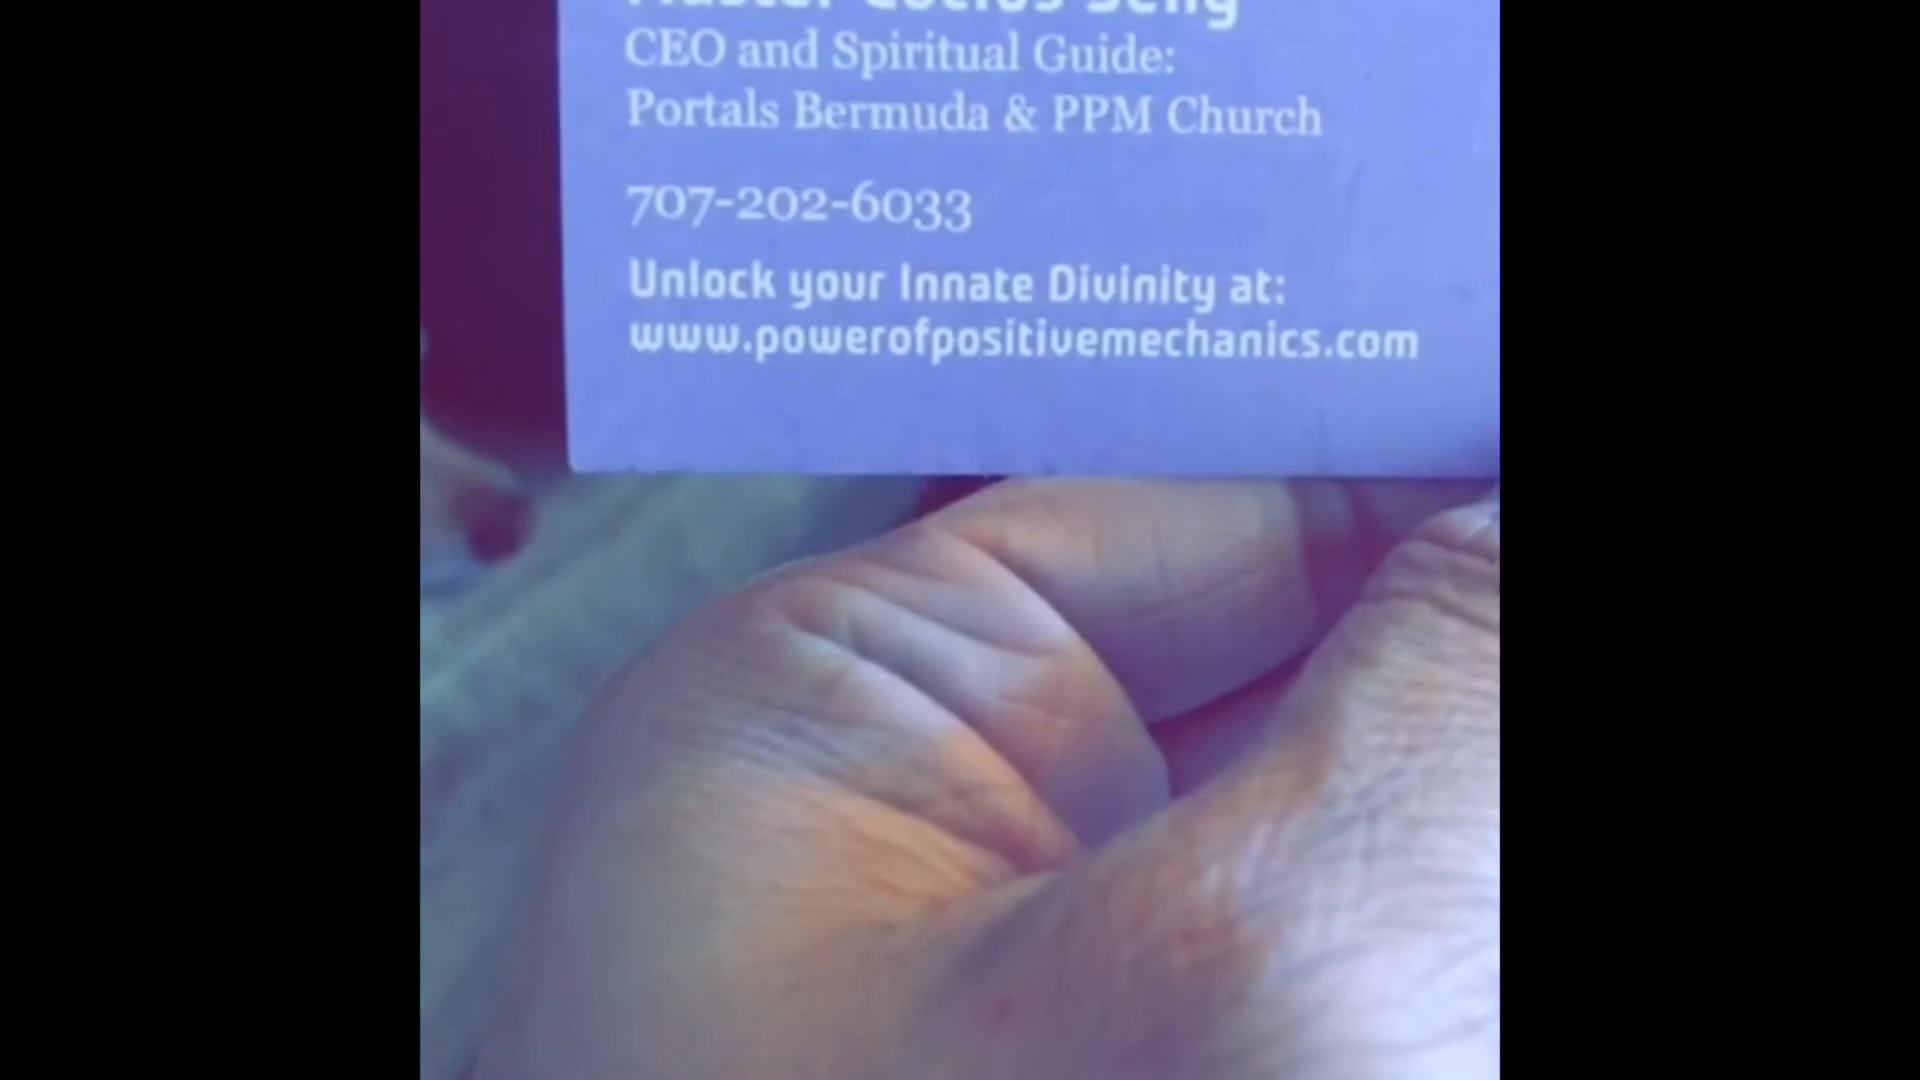 CEO and Spiritual Guide:
Portals Bermuda & PPM Church
707-202-6033
Unlock your Innate Divinity at:
www.powerofpositivemechanics.com